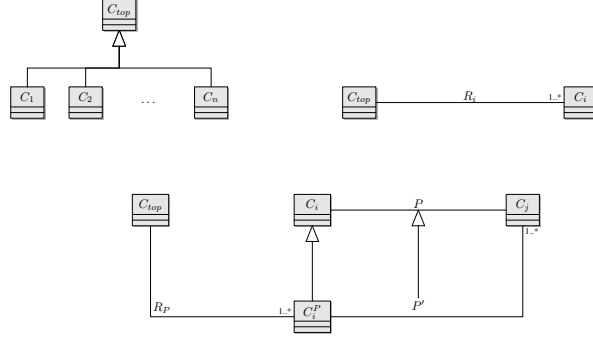 C_top
C_1 C_2 ... C_n C_top R_i 1..* C_i
C_top C_i P C_j
1..*
R_P 1..* C_i^P P'